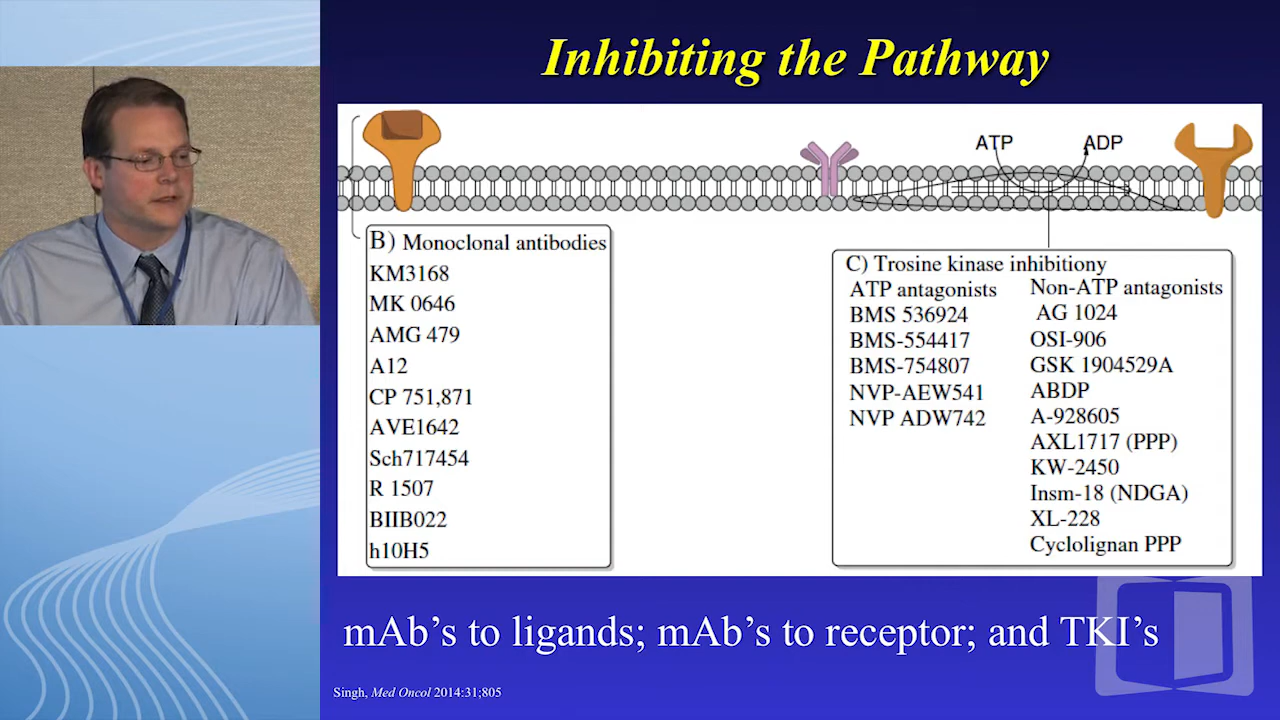 Inhibiting the Pathway
ATP
ADP
B) Monoclonal antibodies
KM3168
MK 0646
AMG 479
A12
CP 751,871
AVE1642
Sch717454
R 1507
BIIB022
h10H5
C) Trosine kinase inhibitiony
ATP antagonists
BMS 536924
BMS-554417
BMS-754807
NVP-AEW541
NVP ADW742
Non-ATP antagonists
AG 1024
OSI-906
GSK 1904529A
ABDP
A-928605
AXL1717 (PPP)
KW-2450
Insm-18 (NDGA)
XL-228
Cyclolignan PPP
mAb's to ligands; mAb's to receptor; and TKI's
Singh, Med Oncol 2014:31;805